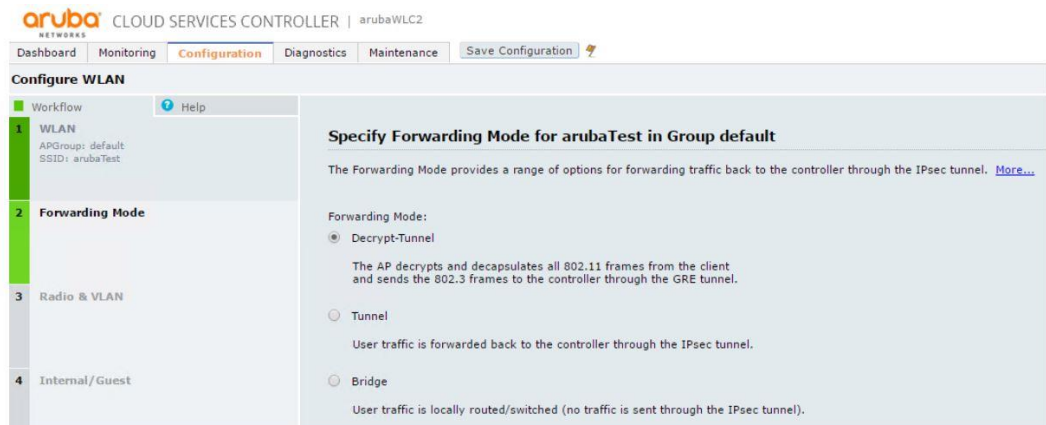 aruba NETWORKS CLOUD SERVICES CONTROLLER | arubaWLC2
Dashboard Monitoring Configuration Diagnostics Maintenance Save Configuration
Configure WLAN
Workflow ? Help
1 WLAN
APGroup: default
SSID: arubaTest
2 Forwarding Mode
3 Radio & VLAN
4 Internal/Guest
Specify Forwarding Mode for arubaTest in Group default
The Forwarding Mode provides a range of options for forwarding traffic back to the controller through the IPsec tunnel. More...
Forwarding Mode:
Decrypt-Tunnel
The AP decrypts and decapsulates all 802.11 frames from the client
and sends the 802.3 frames to the controller through the GRE tunnel.
Tunnel
User traffic is forwarded back to the controller through the IPsec tunnel.
Bridge
User traffic is locally routed/switched (no traffic is sent through the IPsec tunnel).